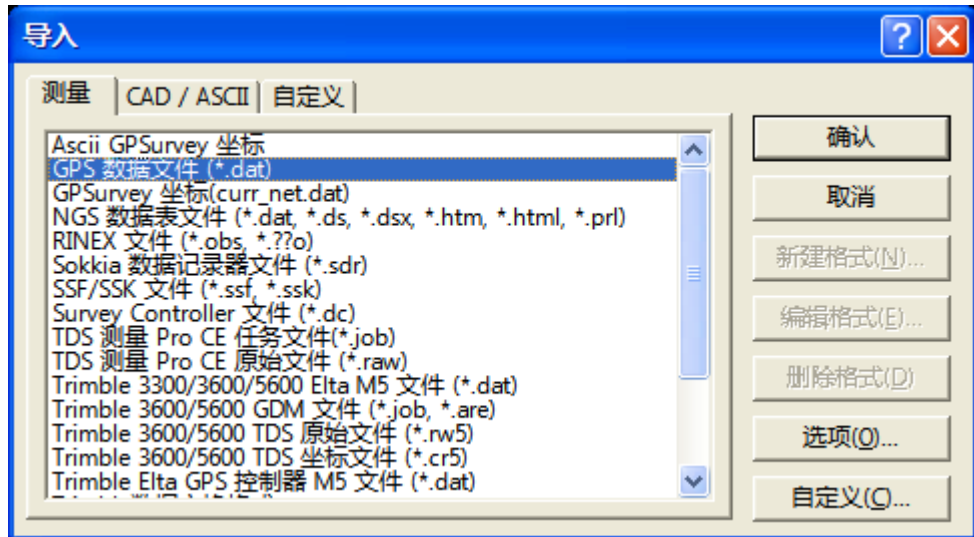 导入
测量
CAD / ASCII
自定义
Ascii GPSurvey 坐标
GPS 数据文件 (*.dat)
GPSurvey 坐标(curr_net.dat)
NGS 数据表文件 (*.dat, *.ds, *.dsx, *.htm, *.html, *.prl)
RINEX 文件 (*.obs, *.??o)
Sokkia 数据记录器文件 (*.sdr)
SSF/SSK 文件 (*.ssf, *.ssk)
Survey Controller 文件 (*.dc)
TDS 测量 Pro CE 任务文件(*.job)
TDS 测量 Pro CE 原始文件 (*.raw)
Trimble 3300/3600/5600 Elta M5 文件 (*.dat)
Trimble 3600/5600 GDM 文件 (*.job, *.are)
Trimble 3600/5600 TDS 原始文件 (*.rw5)
Trimble 3600/5600 TDS 坐标文件 (*.cr5)
Trimble Elta GPS 控制器 M5 文件 (*.dat)
确认
取消
新建格式(N)...
编辑格式(E)...
删除格式(D)
选项(O)...
自定义(C)...